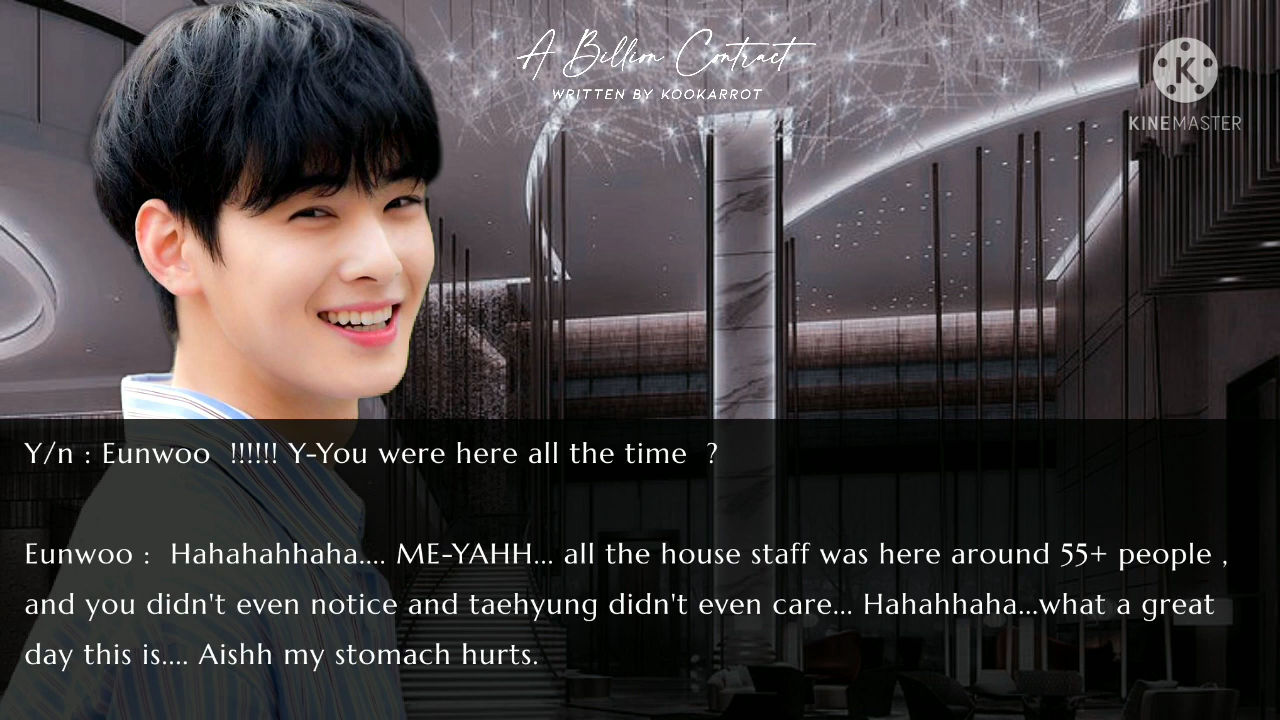 A Billion Contract
WRITTEN BY KOOKARROT
K
KINEMASTER
Y/n : Eunwoo !!!!!! Y-You were here all the time ?
Eunwoo : Hahahahhaha.... ME-YAHH... all the house staff was here around 55+ people ,
and you didn't even notice and taehyung didn't even care... Hahahhaha...what a great
day this is.... Aishh my stomach hurts.